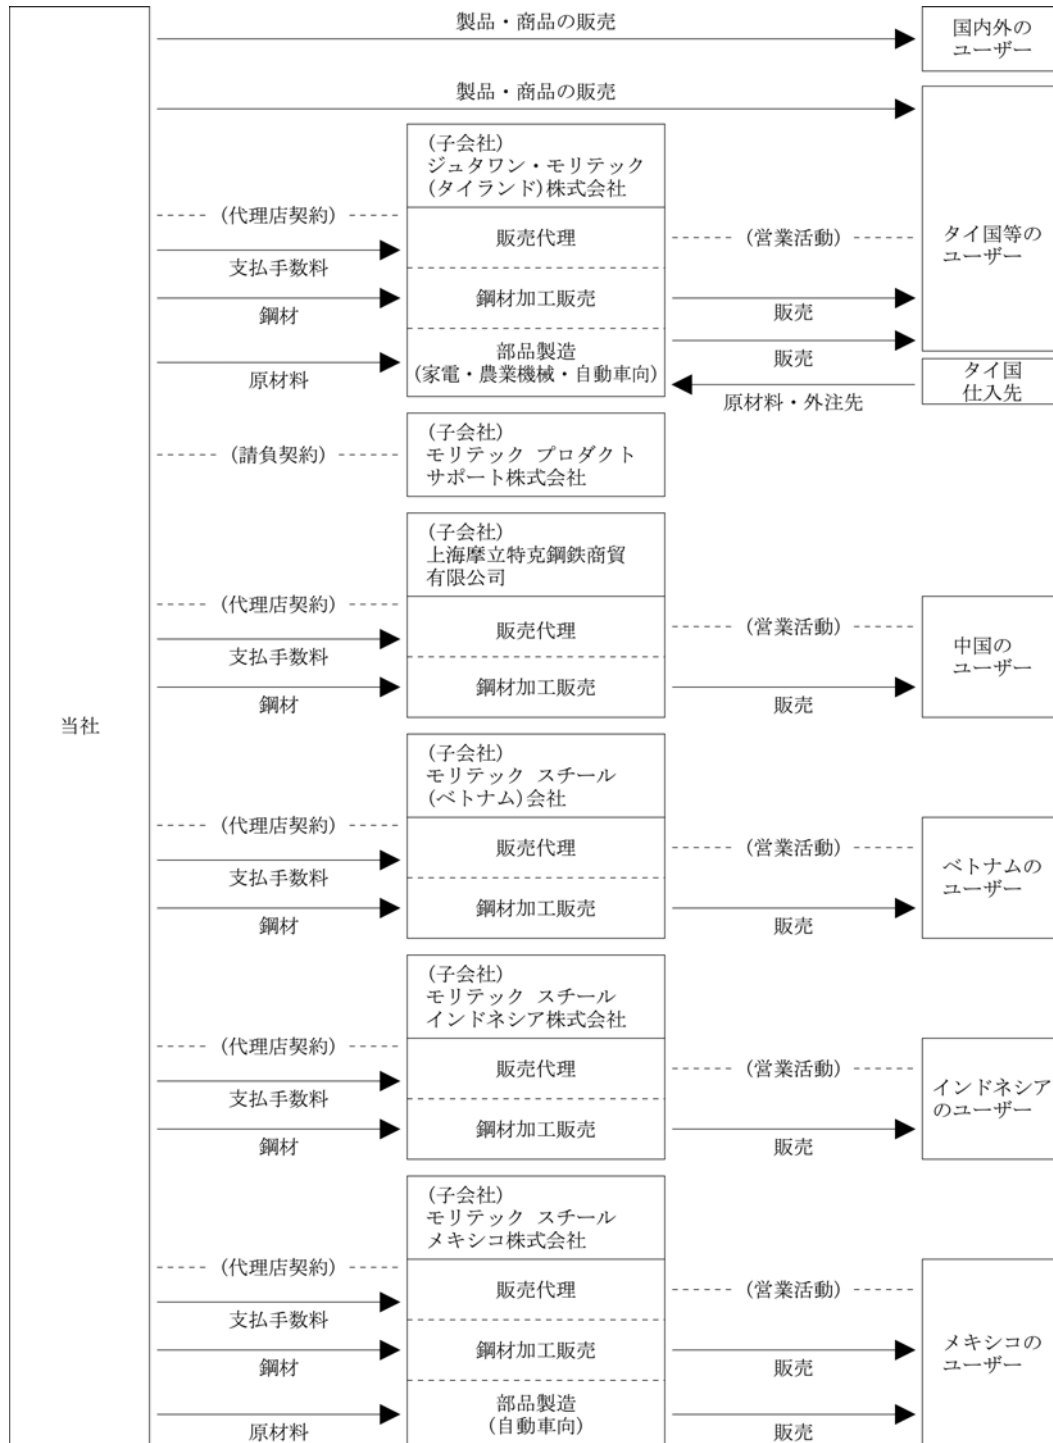 製品・商品の販売
国内外の
ユーザー
製品・商品の販売
(子会社)
ジュタワン・モリテック
(タイランド)株式会社
(代理店契約)
販売代理
(営業活動)
タイ国等の
ユーザー
支払手数料
鋼材加工販売
鋼材
販売
部品製造
(家電・農業機械・自動車向)
原材料
販売
タイ国
仕入先
原材料・外注先
(請負契約)
(子会社)
モリテック プロダクト
サポート株式会社
(子会社)
上海摩立特克鋼鉄商貿
有限公司
(代理店契約)
販売代理
(営業活動)
中国の
ユーザー
支払手数料
鋼材加工販売
鋼材
販売
当社
(子会社)
モリテック スチール
(ベトナム)会社
(代理店契約)
販売代理
(営業活動)
ベトナムの
ユーザー
支払手数料
鋼材加工販売
鋼材
販売
(子会社)
モリテック スチール
インドネシア株式会社
(代理店契約)
販売代理
(営業活動)
インドネシア
のユーザー
支払手数料
鋼材加工販売
鋼材
販売
(子会社)
モリテック スチール
メキシコ株式会社
(代理店契約)
販売代理
(営業活動)
メキシコの
ユーザー
支払手数料
鋼材加工販売
鋼材
販売
部品製造
(自動車向)
原材料
販売